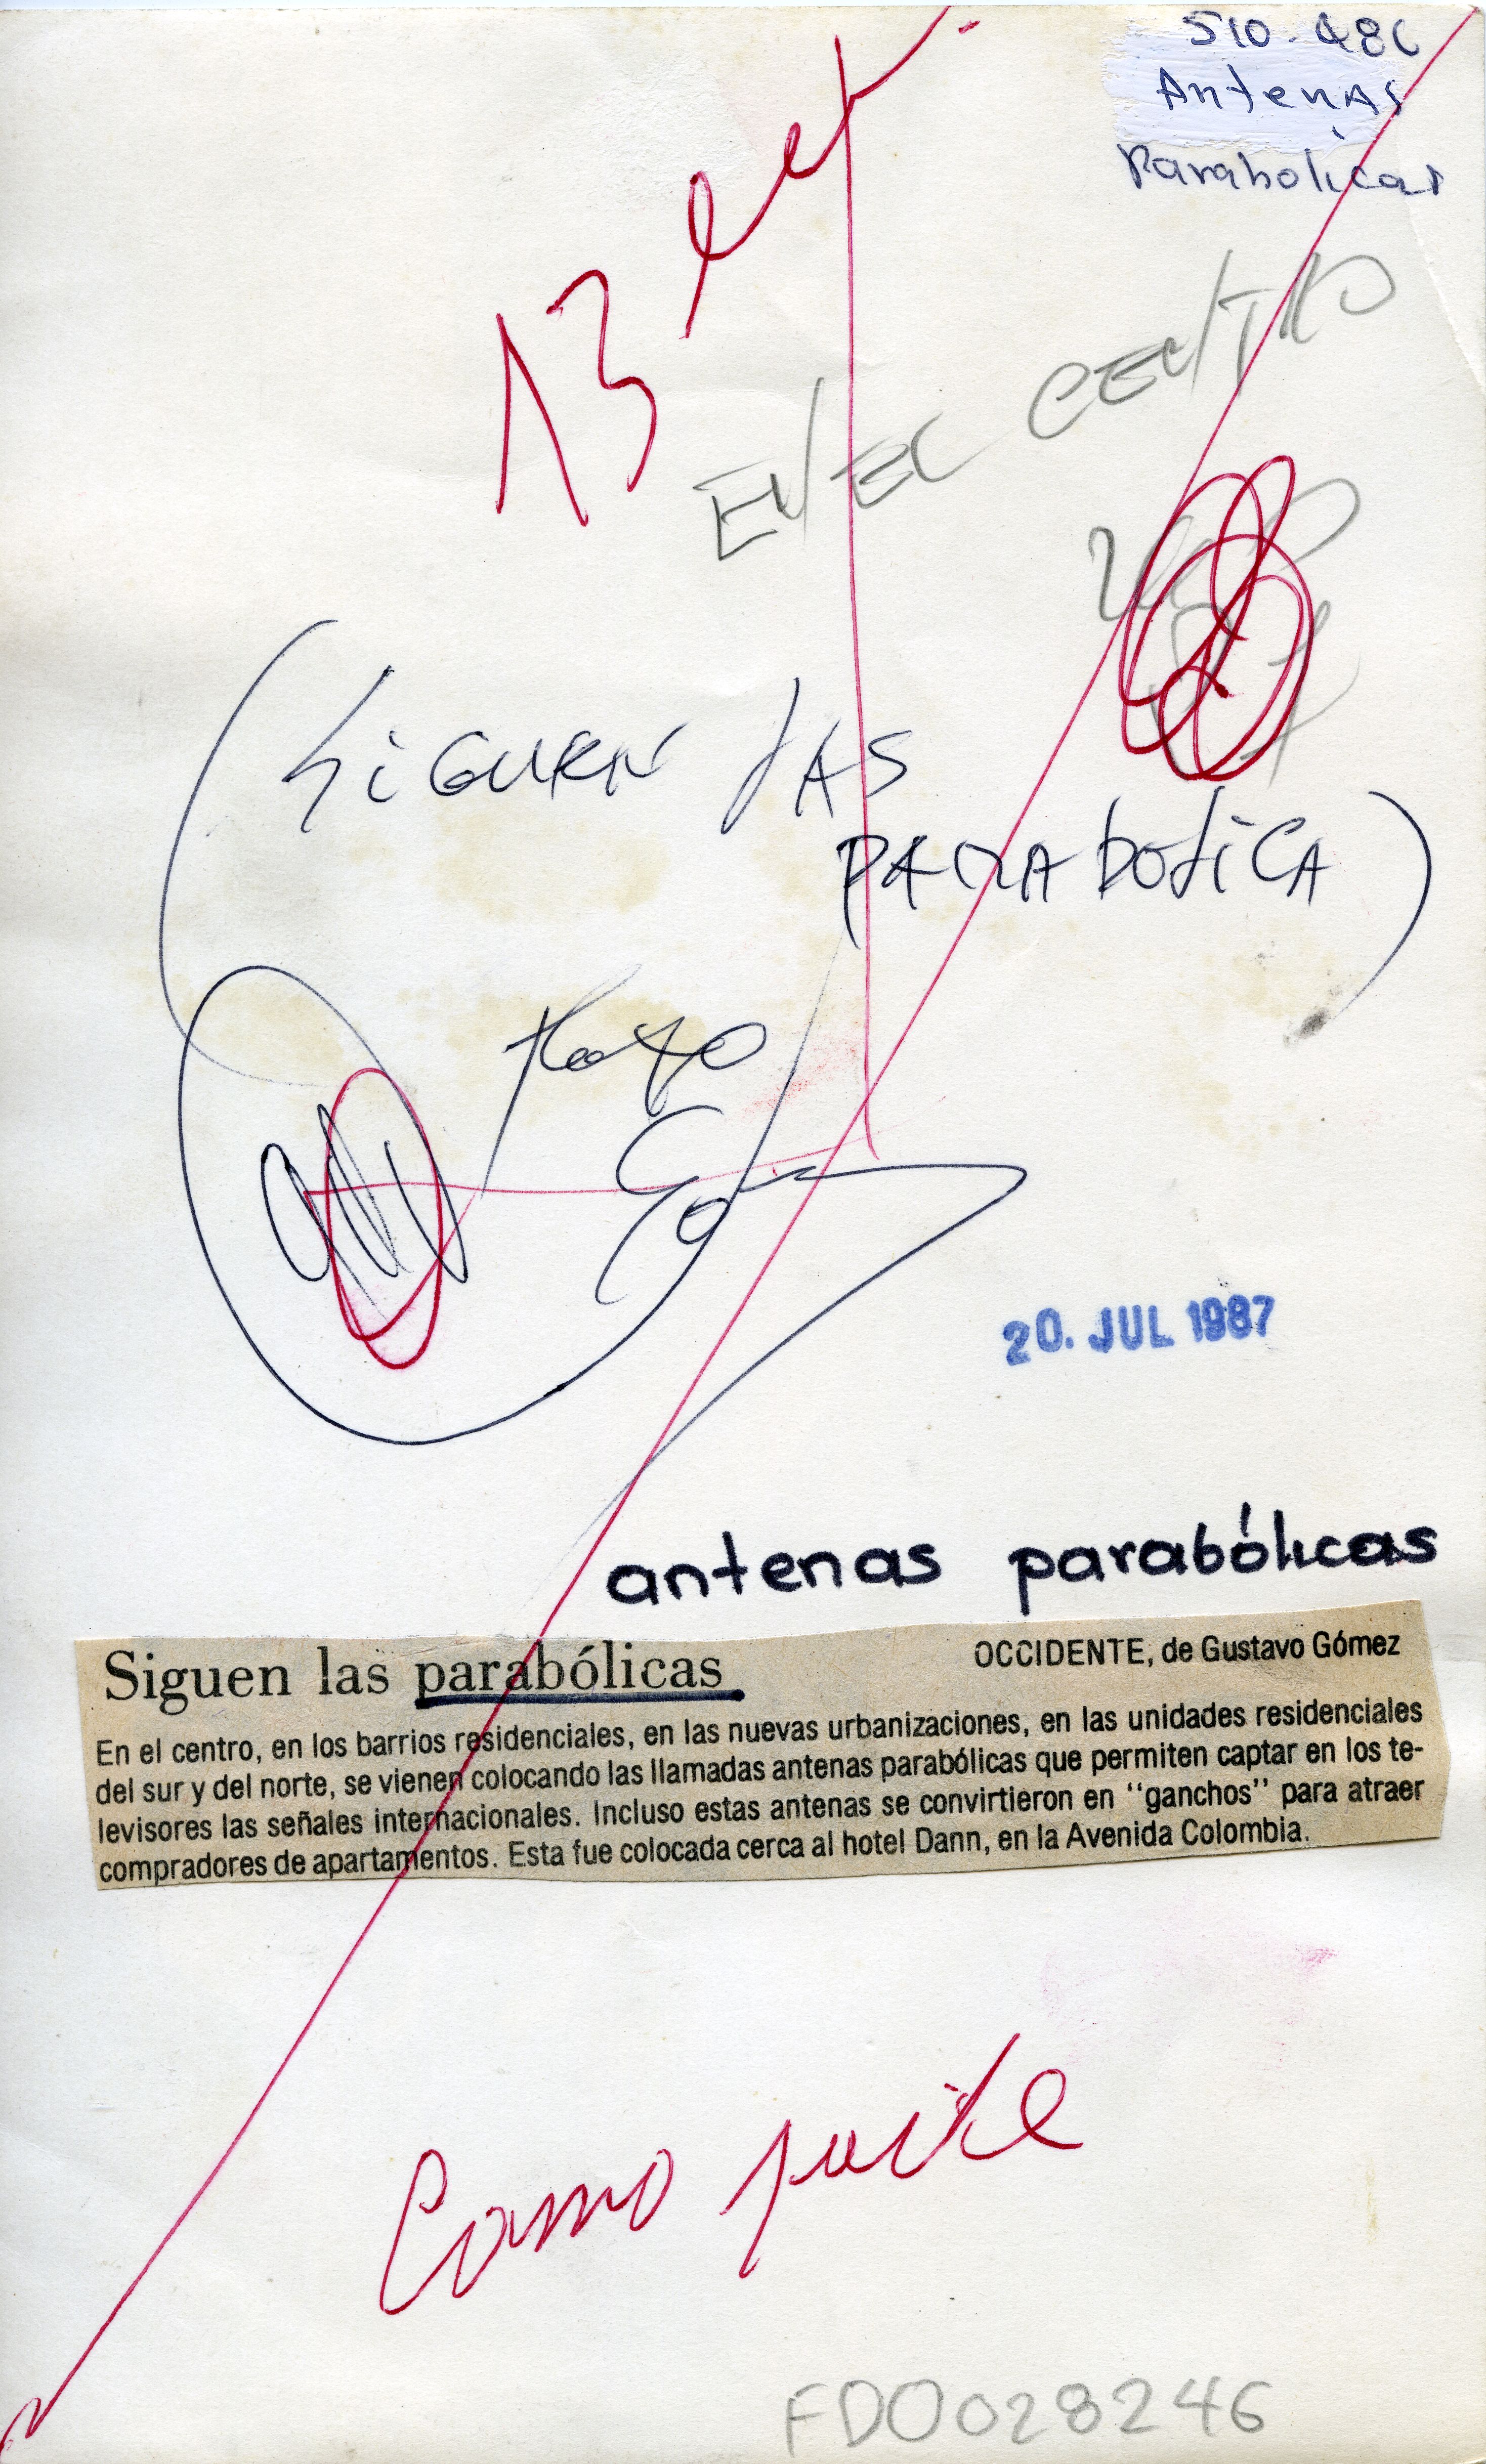 510.486
Antenas
Parabolicas
13
EN EL CENTRO
SIGUEN LAS
PARABOLICA
20. JUL 1987
antenas parabólicas
Siguen las parabólicas
OCCIDENTE, de Gustavo Gómez
En el centro, en los barrios residenciales, en las nuevas urbanizaciones, en las unidades residenciales
del sur y del norte, se vienen colocando las llamadas antenas parabólicas que permiten captar en los te-
levisores las señales internacionales. Incluso estas antenas se convirtieron en "ganchos" para atraer
compradores de apartamentos. Esta fue colocada cerca al hotel Dann, en la Avenida Colombia.
Como
FDO028246